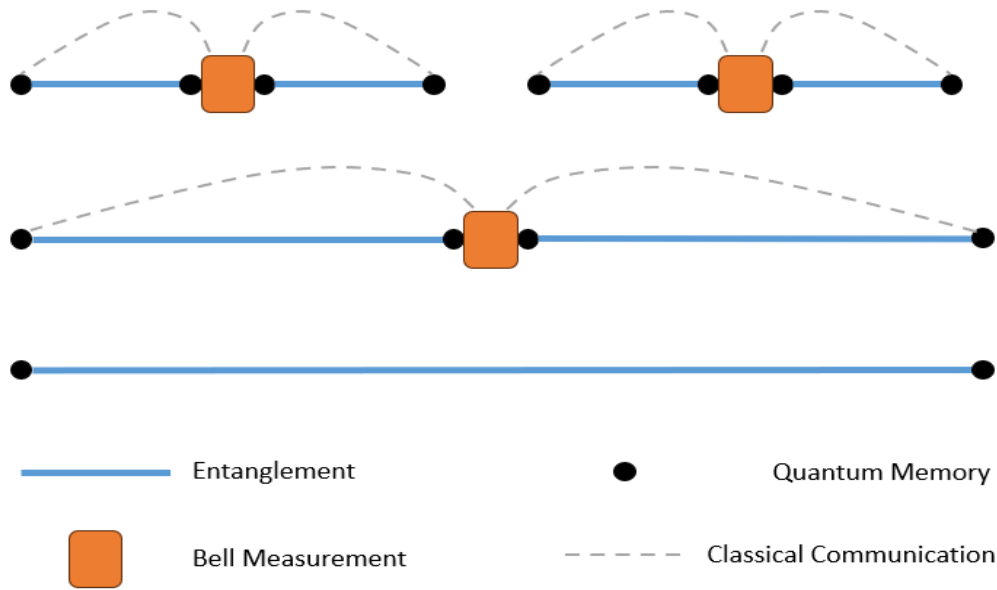 Entanglement
Quantum Memory
Bell Measurement
Classical Communication